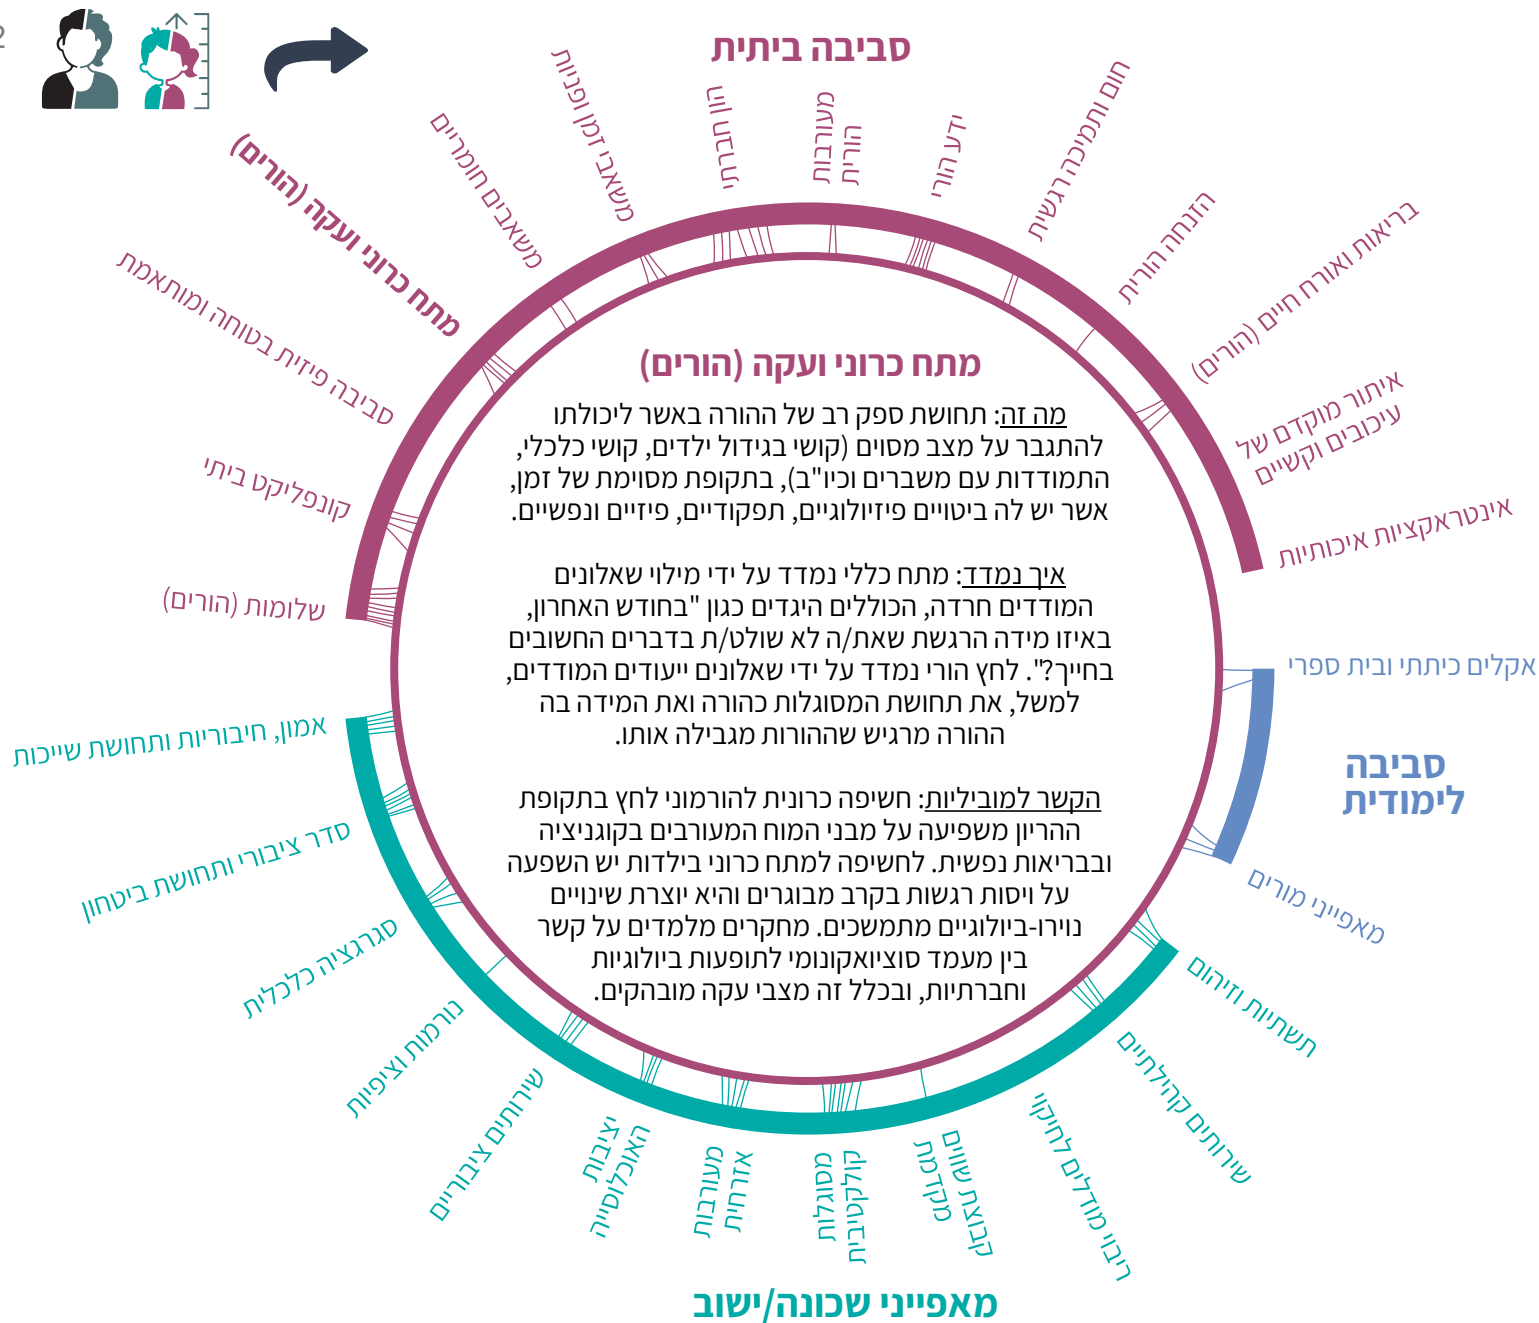 2
סביבה ביתית
שלומות (הורים)
קונפליקט ביתי
סביבה פיזית בטוחה ומותאמת
מתח כרוני ועקה (הורים)
משאבים חומריים
משאבי זמן ופניות
הון חברתי
מעורבות
הורית
ידע הורי
חום ותמיכה רגשית
הזנחה הורית
בריאות ואורח חיים (הורים)
איתור מוקדם של
עיכובים וקשיים
אינטראקציות איכותיות
מתח כרוני ועקה (הורים)
מה זה: תחושת ספק רב של ההורה באשר ליכולתו
להתגבר על מצב מסוים (קושי בגידול ילדים, קושי כלכלי,
התמודדות עם משברים וכיו"ב), בתקופת מסוימת של זמן,
אשר יש לה ביטויים פיזיולוגיים, תפקודיים, פיזיים ונפשיים.
איך נמדד: מתח כללי נמדד על ידי מילוי שאלונים
המודדים חרדה, הכוללים היגדים כגון "בחודש האחרון,
באיזו מידה הרגשת שאת/ה לא שולט/ת בדברים החשובים
בחייך?". לחץ הורי נמדד על ידי שאלונים ייעודים המודדים,
למשל, את תחושת המסוגלות כהורה ואת המידה בה
ההורה מרגיש שההורות מגבילה אותו.
הקשר למוביליות: חשיפה כרונית להורמוני לחץ בתקופת
ההריון משפיעה על מבני המוח המעורבים בקוגניציה
ובבריאות נפשית. לחשיפה למתח כרוני בילדות יש השפעה
על ויסות רגשות בקרב מבוגרים והיא יוצרת שינויים
נוירו-ביולוגיים מתמשכים. מחקרים מלמדים על קשר
בין מעמד סוציואקונומי לתופעות ביולוגיות
וחברתיות, ובכלל זה מצבי עקה מובהקים.
אקלים כיתתי ובית ספרי
סביבה
לימודית
מאפייני מורים
תשתיות וזיהום
שירותים קהילתיים
ריבוי מודלים לחיקוי
קבוצת שווים
מקדמת
מסוגלות
קולקטיבית
מעורבות
אזרחית
יציבות
האוכלוסייה
שירותים ציבוריים
נורמות וציפיות
סגרגציה כלכלית
סדר ציבורי ותחושת ביטחון
אמון, חיבוריות ותחושת שייכות
מאפייני שכונה/ישוב